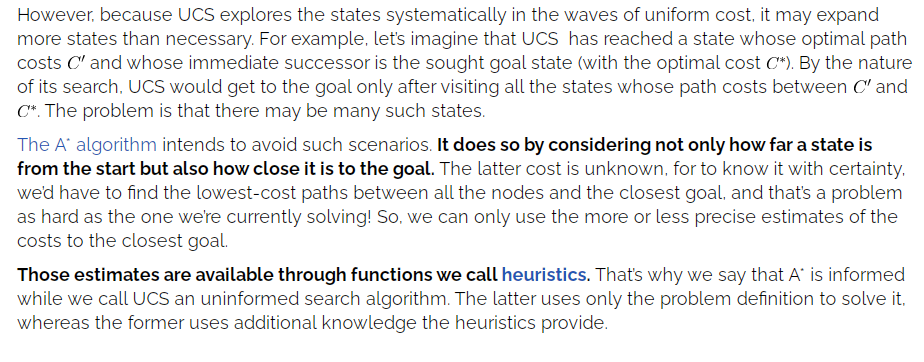 However, because UCS explores the states systematically in the waves of uniform cost, it may expand
more states than necessary. For example, let's imagine that UCS has reached a state whose optimal path
costs C′ and whose immediate successor is the sought goal state (with the optimal cost C*). By the nature
of its search, UCS would get to the goal only after visiting all the states whose path costs between C′ and
C*. The problem is that there may be many such states.
The A* algorithm intends to avoid such scenarios. It does so by considering not only how far a state is
from the start but also how close it is to the goal. The latter cost is unknown, for to know it with certainty,
we'd have to find the lowest-cost paths between all the nodes and the closest goal, and that's a problem
as hard as the one we're currently solving! So, we can only use the more or less precise estimates of the
costs to the closest goal.
Those estimates are available through functions we call heuristics. That's why we say that A* is informed
while we call UCS an uninformed search algorithm. The latter uses only the problem definition to solve it,
whereas the former uses additional knowledge the heuristics provide.